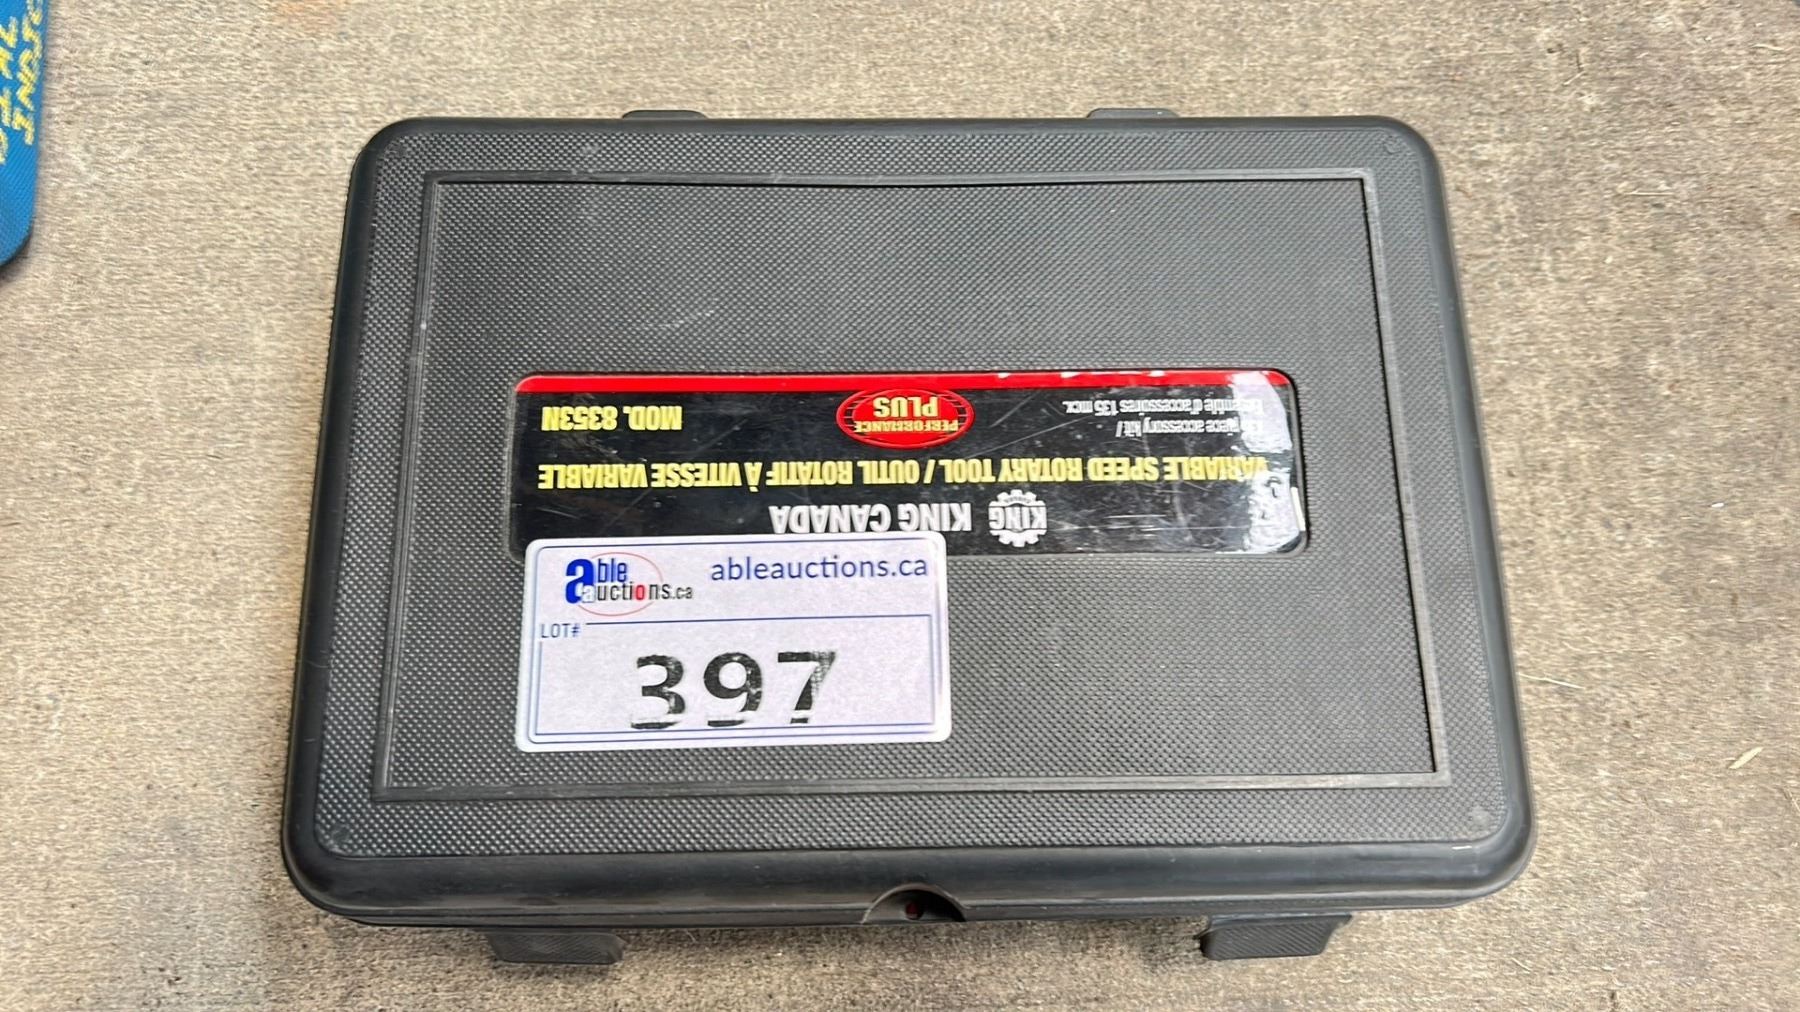 KING
CANADA
KING CANADA
VARIABLE SPEED ROTARY TOOL / OUTIL ROTATIF À VITESSE VARIABLE
piece accessory kit /
d'accessoires 135 mcx.
PERFORMANCE
PLUS
MOD. 8353N
able
auctions.ca
ableauctions.ca
LOT#
397